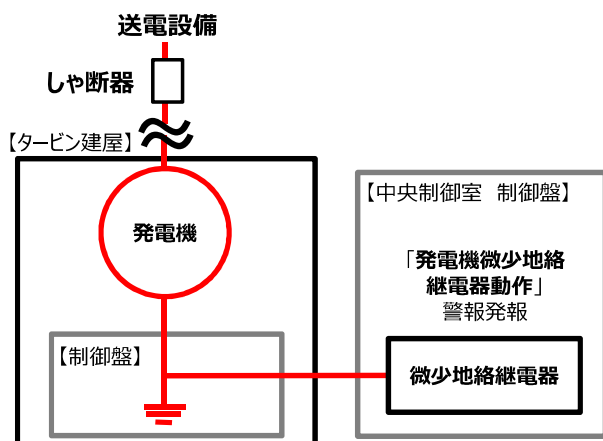 送電設備
しゃ断器
【タービン建屋】
発電機
【制御盤】
【中央制御室 制御盤】
「発電機微少地絡
継電器動作」
警報発報
微少地絡継電器